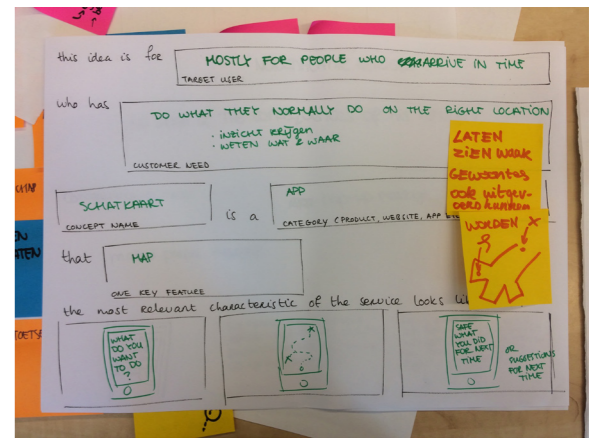 this idea is for
MOSTLY FOR PEOPLE WHO ARRIVE IN TIME
TARGET USER
who has
DO WHAT THEY NORMALLY DO ON THE RIGHT LOCATION
· INZICHT KRIJGEN
· WETEN WAT & WAAR
CUSTOMER NEED
LATEN
ZIEN WAAR
GEWOONTES
OOK UITGEV-
OERD KUNNEN
WORDEN
SCHATKAART
CONCEPT NAME
is a
APP
CATEGORY (PRODUCT, WEBSITE, APP
that
MAP
ONE KEY FEATURE
the most relevant characteristic of the service looks
WHAT
DO YOU
WANT
TO DO
?
SAFE
WHAT
YOU DID
FOR NEXT
TIME
OR
SUGGESTIONS
FOR NEXT
TIME